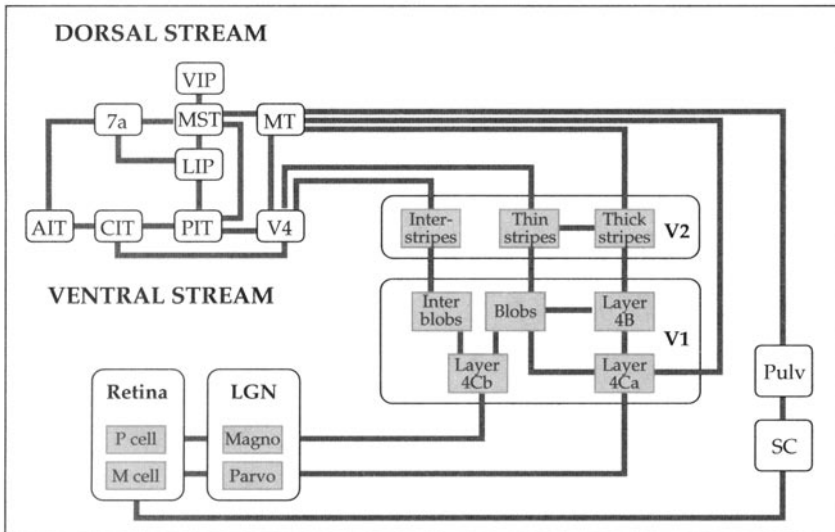 DORSAL STREAM
VIP
7a
MST
MT
LIP
AIT
CIT
PIT
V4
VENTRAL STREAM
Inter-
stripes
Thin
stripes
Thick
stripes
V2
Inter
blobs
Blobs
Layer
4B
V1
Layer
4Cb
Layer
4Ca
Retina
LGN
P cell
Magno
M cell
Parvo
Pulv
SC